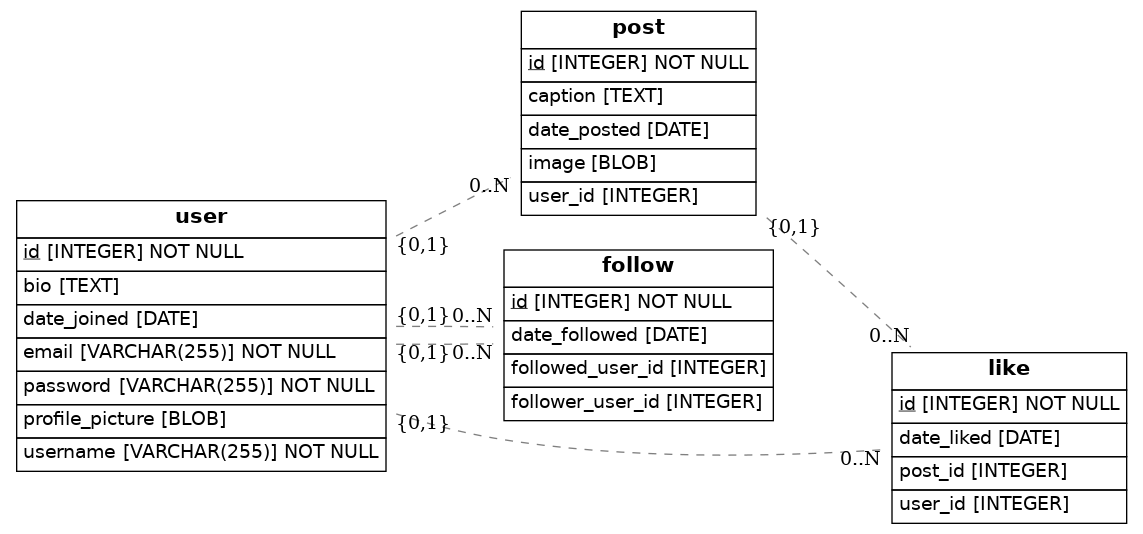 post
id [INTEGER] NOT NULL
caption [TEXT]
date_posted [DATE]
image [BLOB]
user_id [INTEGER]
0..N
{0,1}
user
id [INTEGER] NOT NULL
bio [TEXT]
date_joined [DATE]
email [VARCHAR(255)] NOT NULL
password [VARCHAR(255)] NOT NULL
profile_picture [BLOB]
username [VARCHAR(255)] NOT NULL
{0,1}
{0,1} 0..N
{0,1} 0..N
{0,1}
follow
id [INTEGER] NOT NULL
date_followed [DATE]
followed_user_id [INTEGER]
follower_user_id [INTEGER]
0..N
0..N
like
id [INTEGER] NOT NULL
date_liked [DATE]
post_id [INTEGER]
user_id [INTEGER]